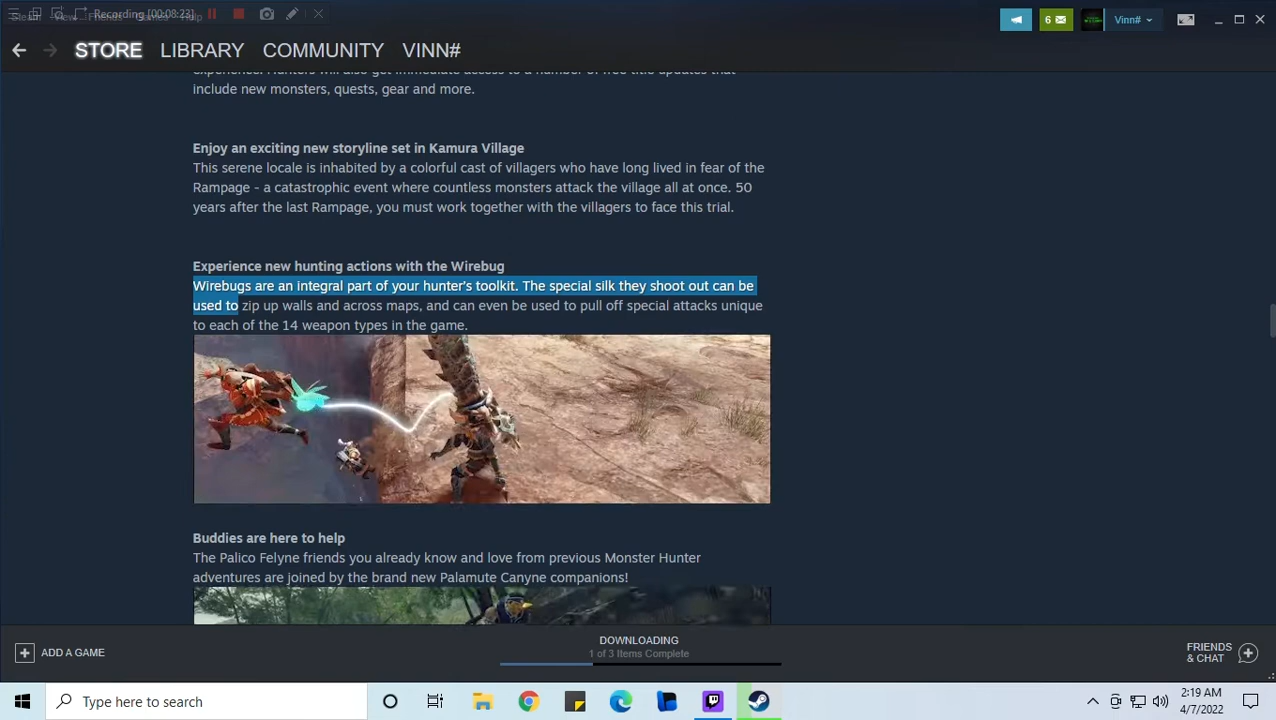 Recording [00:08:23]
Steam View Friends Games Help
6
Vinn#
STORE LIBRARY COMMUNITY VINN#
experience. Hunters will also get immediate access to a number of free title updates that
include new monsters, quests, gear and more.
Enjoy an exciting new storyline set in Kamura Village
This serene locale is inhabited by a colorful cast of villagers who have long lived in fear of the
Rampage - a catastrophic event where countless monsters attack the village all at once. 50
years after the last Rampage, you must work together with the villagers to face this trial.
Experience new hunting actions with the Wirebug
Wirebugs are an integral part of your hunter's toolkit. The special silk they shoot out can be
used to zip up walls and across maps, and can even be used to pull off special attacks unique
to each of the 14 weapon types in the game.
Buddies are here to help
The Palico Felyne friends you already know and love from previous Monster Hunter
adventures are joined by the brand new Palamute Canyne companions!
ADD A GAME
DOWNLOADING
1 of 3 Items Complete
FRIENDS
& CHAT
Type here to search
2:19 AM
4/7/2022